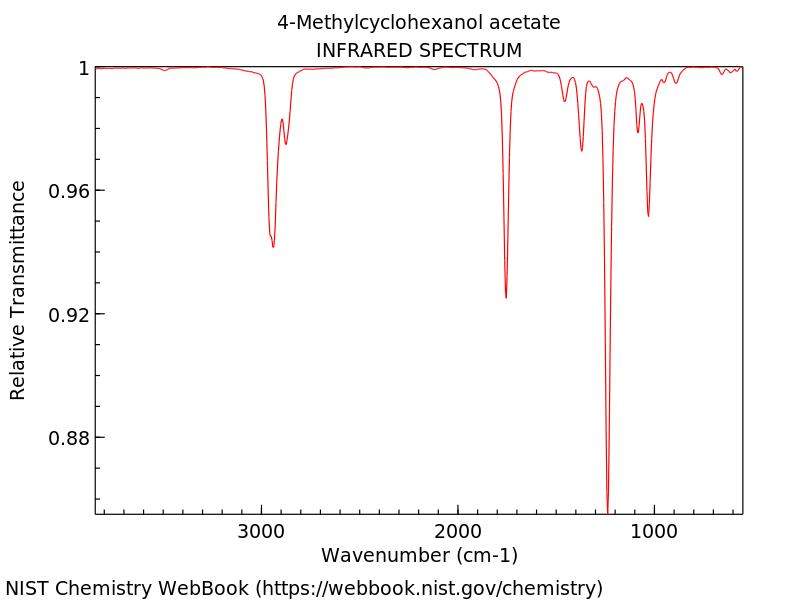 4-Methylcyclohexanol acetate
INFRARED SPECTRUM
1
0.96
0.92
0.88
Relative Transmittance
3000 2000 1000
Wavenumber (cm-1)
NIST Chemistry WebBook (https://webbook.nist.gov/chemistry)